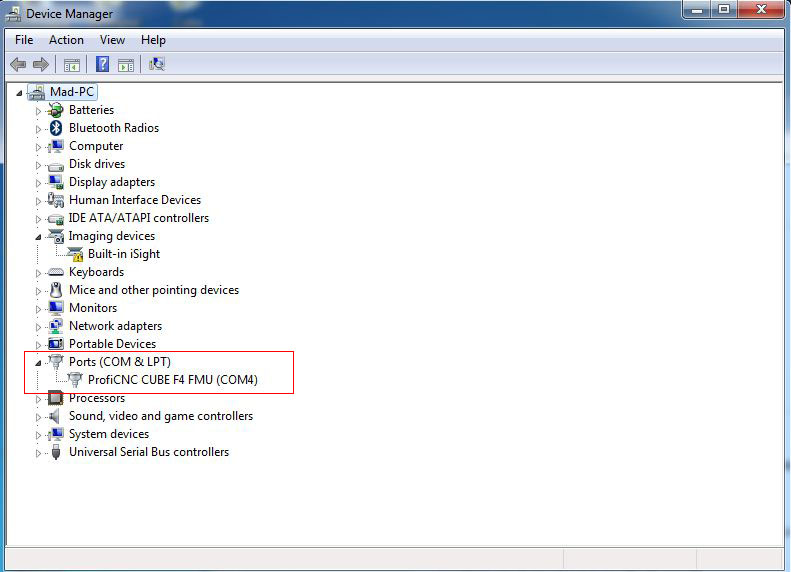 Device Manager
File Action View Help
Mad-PC
Batteries
Bluetooth Radios
Computer
Disk drives
Display adapters
Human Interface Devices
IDE ATA/ATAPI controllers
Imaging devices
Built-in iSight
Keyboards
Mice and other pointing devices
Monitors
Network adapters
Portable Devices
Ports (COM & LPT)
ProfiCNC CUBE F4 FMU (COM4)
Processors
Sound, video and game controllers
System devices
Universal Serial Bus controllers